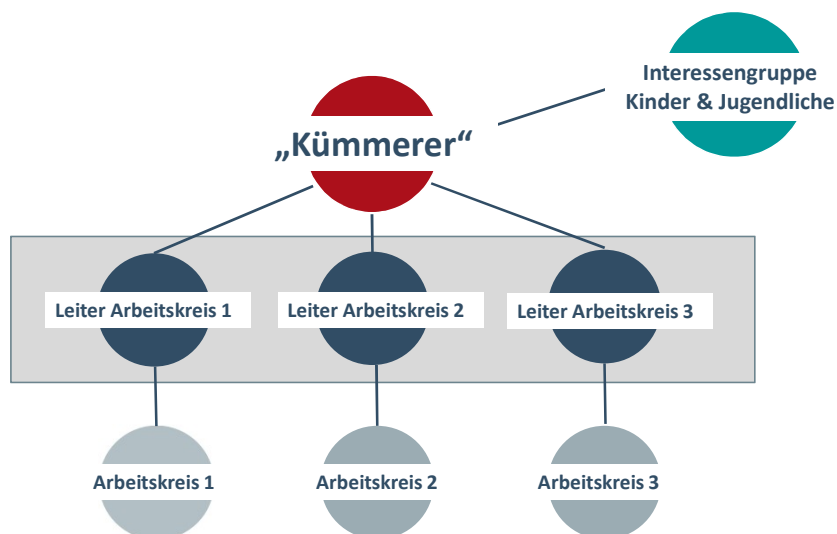 Interessengruppe
Kinder & Jugendliche
„Kümmerer“
Leiter Arbeitskreis 1
Leiter Arbeitskreis 2
Leiter Arbeitskreis 3
Arbeitskreis 1
Arbeitskreis 2
Arbeitskreis 3